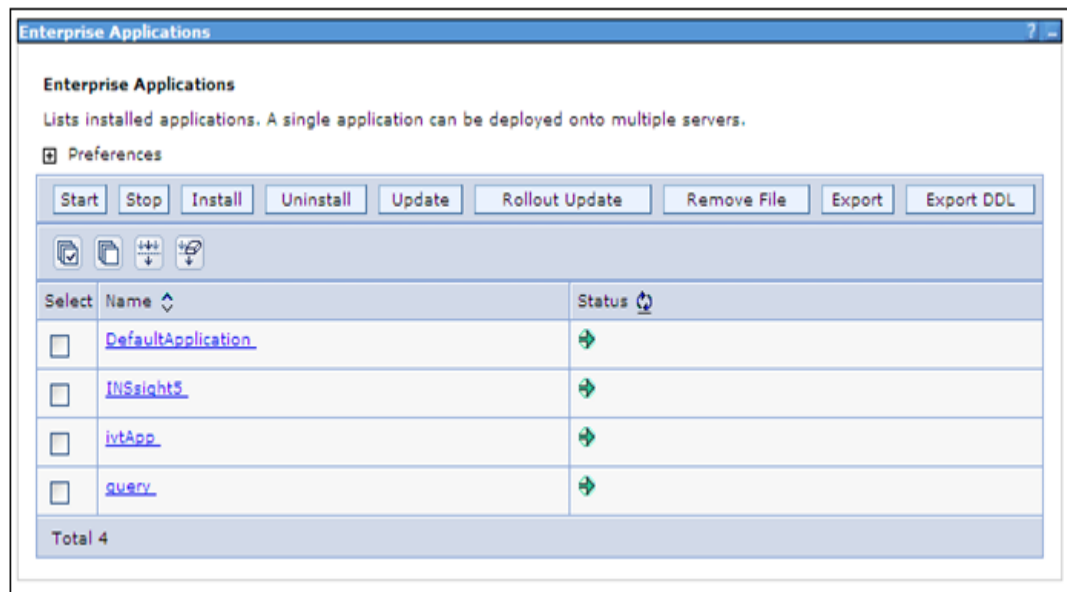 Enterprise Applications ? –
Enterprise Applications
Lists installed applications. A single application can be deployed onto multiple servers.
Preferences
Start Stop Install Uninstall Update Rollout Update Remove File Export Export DDL
Select Name Status
DefaultApplication
INSsight5
ivtApp
query
Total 4